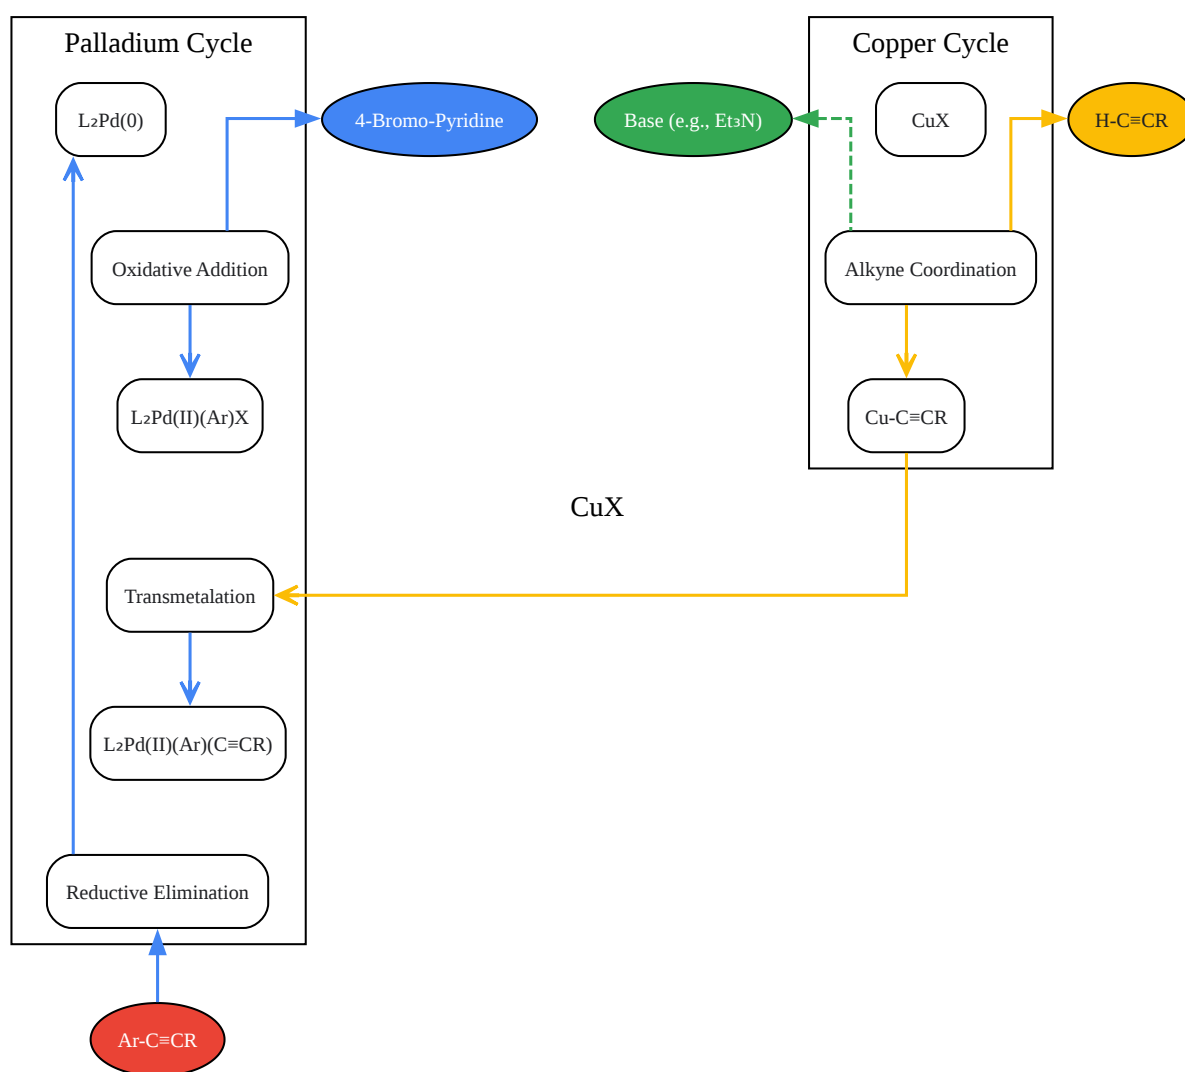 Palladium Cycle
Copper Cycle
L₂Pd(0)
4-Bromo-Pyridine
Base (e.g., Et₃N)
CuX
H-C≡CR
Oxidative Addition
Alkyne Coordination
L₂Pd(II)(Ar)X
Cu-C≡CR
CuX
Transmetalation
L₂Pd(II)(Ar)(C≡CR)
Reductive Elimination
Ar-C≡CR